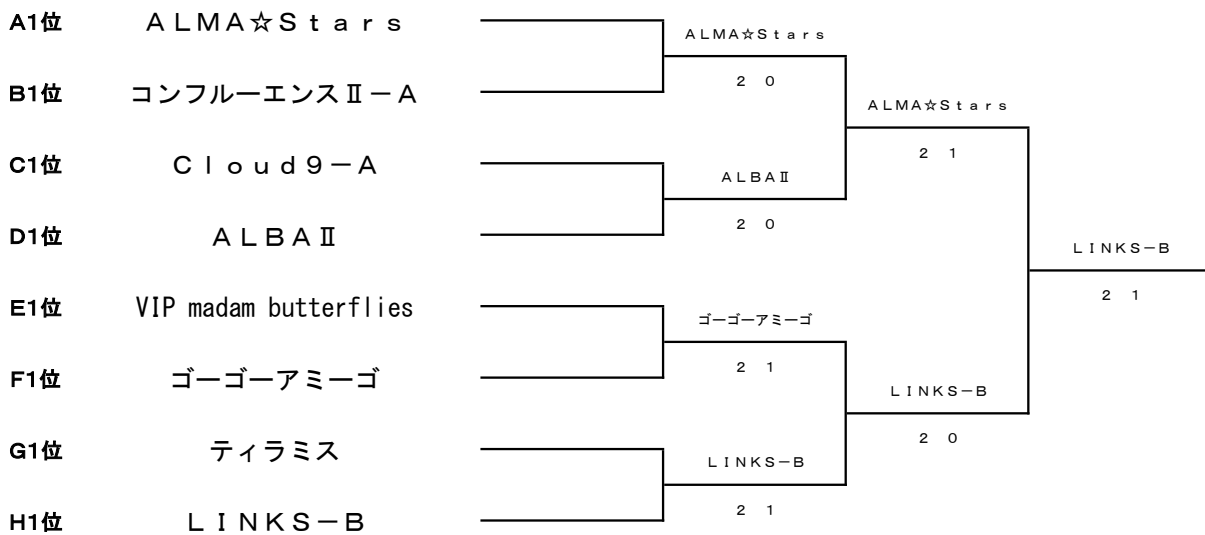 A1位 ALMA☆Stars
ALMA☆Stars
2 0
B1位 コンフルーエンスⅡ－A
ALMA☆Stars
2 1
C1位 Cloud9－A
ALBAⅡ
2 0
D1位 ALBAⅡ
LINKS－B
2 1
E1位 VIP madam butterflies
ゴーゴーアミーゴ
2 1
F1位 ゴーゴーアミーゴ
LINKS－B
2 0
G1位 ティラミス
LINKS－B
2 1
H1位 LINKS－B